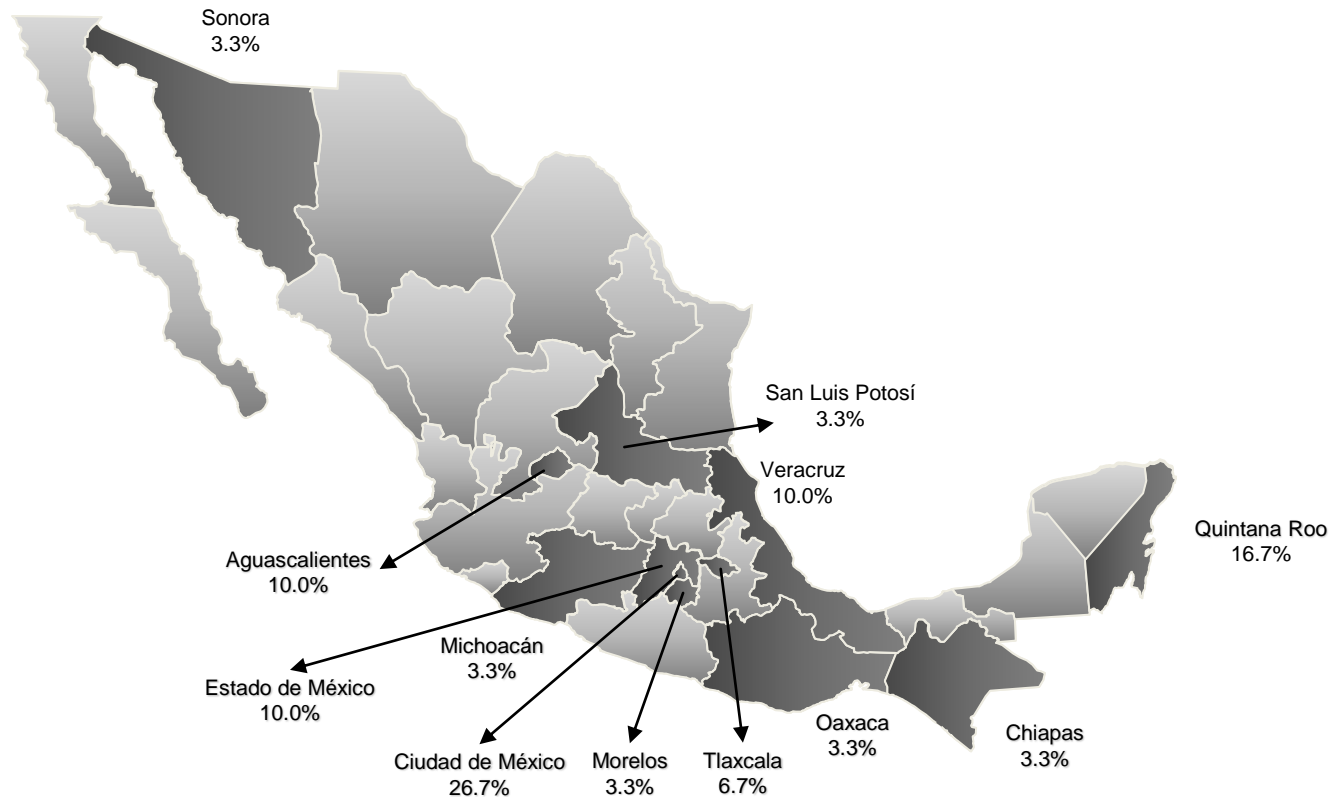 Sonora
3.3%
San Luis Potosí
3.3%
Veracruz
10.0%
Quintana Roo
16.7%
Aguascalientes
10.0%
Michoacán
3.3%
Estado de México
10.0%
Oaxaca
3.3%
Chiapas
3.3%
Ciudad de México
26.7%
Morelos
3.3%
Tlaxcala
6.7%